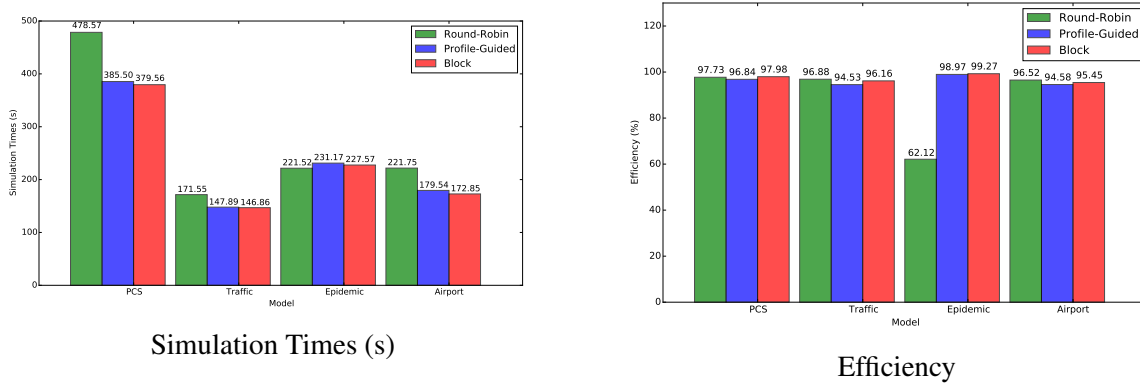 500
400
300
200
100
0
Simulation Times (s)
478.57
385.50
379.56
171.55
147.89
146.86
221.52
231.17
227.57
221.75
179.54
172.85
Round-Robin
Profile-Guided
Block
PCS
Traffic
Epidemic
Airport
Model
Simulation Times (s)
120
100
80
60
40
20
0
Efficiency (%)
97.73
96.84
97.98
96.88
94.53
96.16
62.12
98.97
99.27
96.52
94.58
95.45
Round-Robin
Profile-Guided
Block
PCS
Traffic
Epidemic
Airport
Model
Efficiency